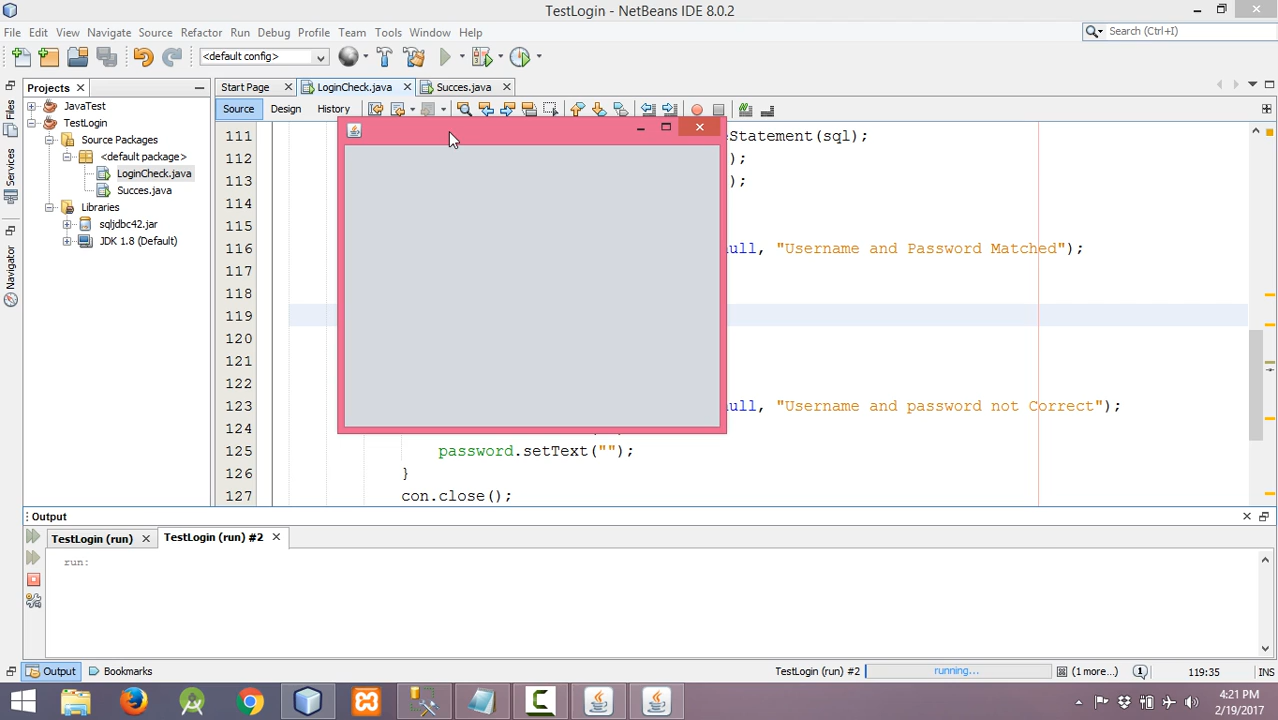 TestLogin - NetBeans IDE 8.0.2
File Edit View Navigate Source Refactor Run Debug Profile Team Tools Window Help
Search (Ctrl+I)
<default config>
Projects
Start Page LoginCheck.java Succes.java
Source Design History
Files
Services
Navigator
JavaTest
TestLogin
Source Packages
<default package>
LoginCheck.java
Succes.java
Libraries
sqljdbc42.jar
JDK 1.8 (Default)
111 Statement(sql);
112 );
113 );
114
115
116 ull, "Username and Password Matched");
117
118
119
120
121
122
123 ull, "Username and password not Correct");
124
125 password.setText("");
126 }
127 con.close();
Output
TestLogin (run) TestLogin (run) #2
run:
Output Bookmarks TestLogin (run) #2 running... (1 more...) 119:35 INS
4:21 PM
2/19/2017